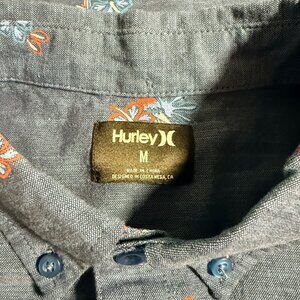 Hurley
M
MADE IN CHINA
DESIGNED IN COSTA MESA, CA